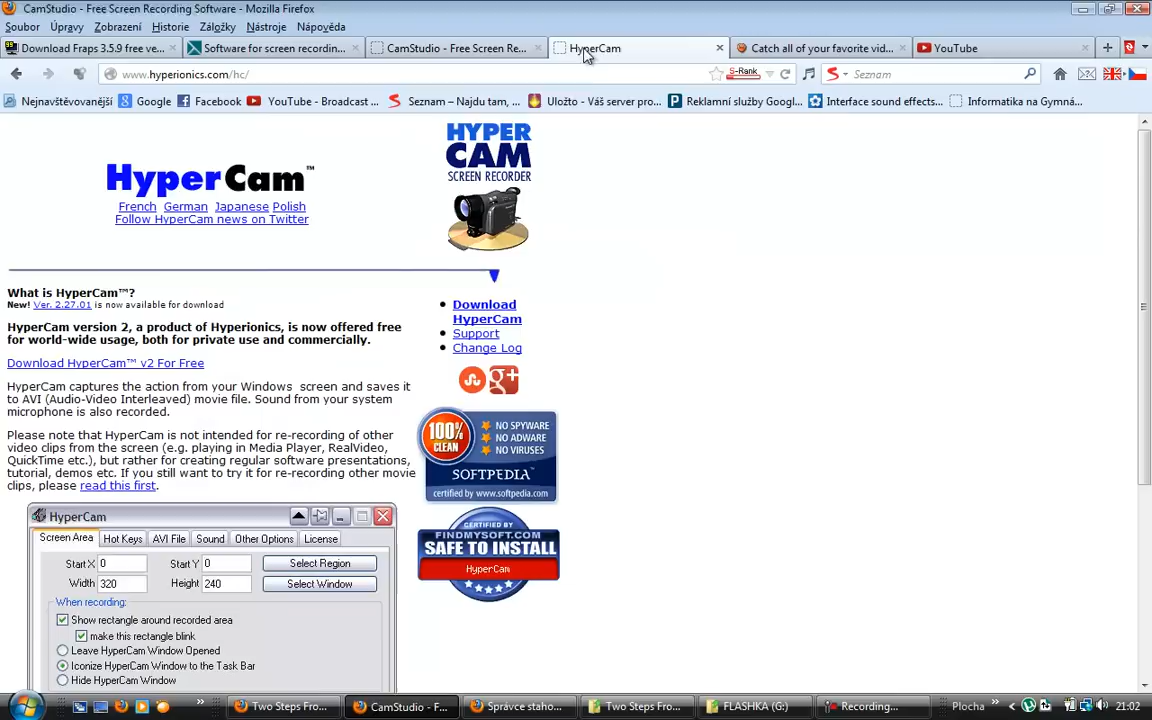 CamStudio - Free Screen Recording Software - Mozilla Firefox
Soubor Úpravy Zobrazení Historie Záložky Nástroje Nápověda
Download Fraps 3.5.9 free ve... Software for screen recordin... CamStudio - Free Screen Re... HyperCam Catch all of your favorite vid... YouTube
www.hyperionics.com/hc/ S-Rank Seznam
Nejnavštěvovanější Google Facebook YouTube - Broadcast ... Seznam – Najdu tam, ... Uložto - Váš server pro... Reklamní služby Googl... Interface sound effects... Informatika na Gymná...
HYPER
CAM
SCREEN RECORDER
HyperCam™
French German Japanese Polish
Follow HyperCam news on Twitter
What is HyperCam™?
New! Ver. 2.27.01 is now available for download
HyperCam version 2, a product of Hyperionics, is now offered free
for world-wide usage, both for private use and commercially.
Download HyperCam™ v2 For Free
HyperCam captures the action from your Windows screen and saves it
to AVI (Audio-Video Interleaved) movie file. Sound from your system
microphone is also recorded.
Please note that HyperCam is not intended for re-recording of other
video clips from the screen (e.g. playing in Media Player, RealVideo,
QuickTime etc.), but rather for creating regular software presentations,
tutorial, demos etc. If you still want to try it for re-recording other movie
clips, please read this first.
Download
HyperCam
Support
Change Log
g+
100%
CLEAN
NO SPYWARE
NO ADWARE
NO VIRUSES
SOFTPEDIA™
certified by www.softpedia.com
CERTIFIED BY
FINDMYSOFT.COM
SAFE TO INSTALL
HyperCam
HyperCam
Screen Area Hot Keys AVI File Sound Other Options License
Start X 0 Start Y 0 Select Region
Width 320 Height 240 Select Window
When recording:
Show rectangle around recorded area
make this rectangle blink
Leave HyperCam Window Opened
Iconize HyperCam Window to the Task Bar
Hide HyperCam Window
Two Steps Fro... CamStudio - F... Správce staho... Two Steps Fro... FLASHKA (G:) Recording... Plocha 21:02